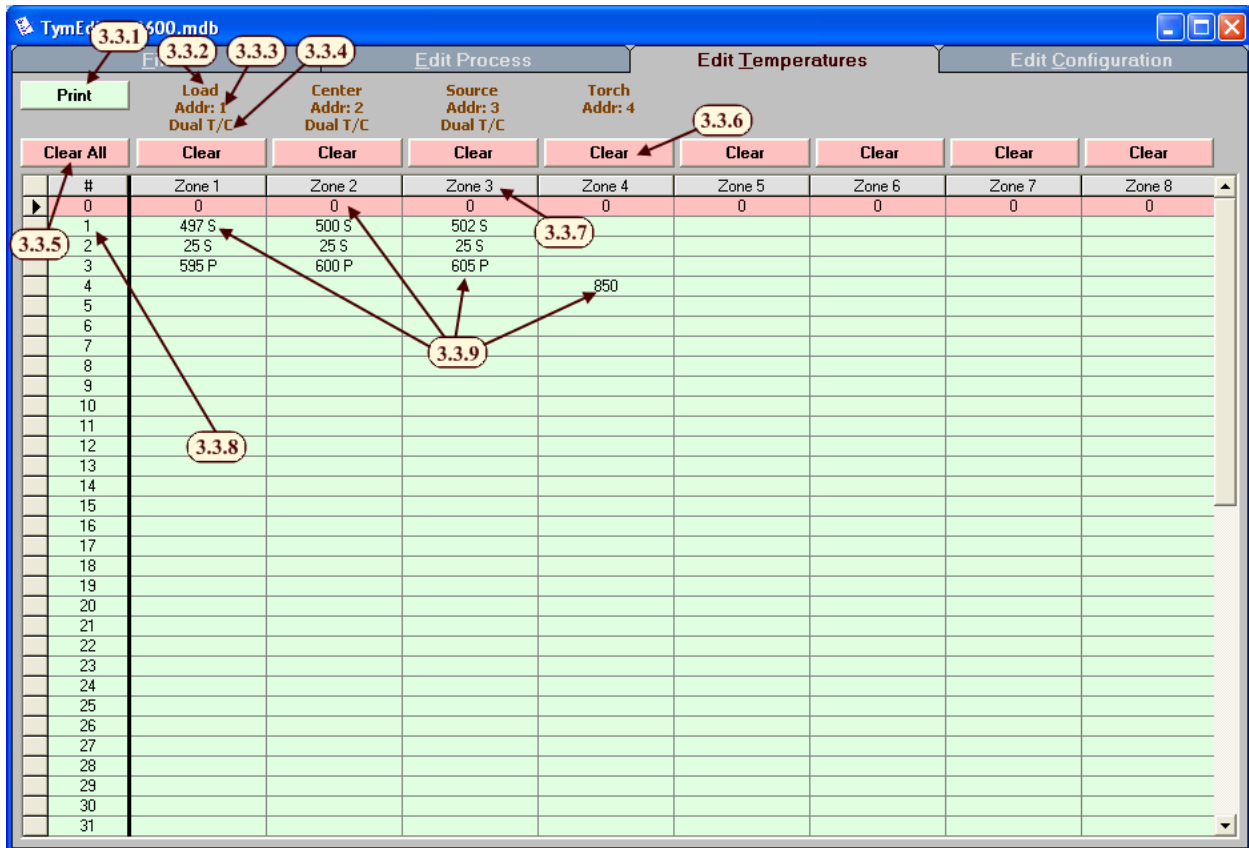 TymEdi 600.mdb
3.3.1 3.3.2 3.3.3 3.3.4
Fi Edit Process Edit Temperatures Edit Configuration
Print Load Center Source Torch
Addr: 1 Addr: 2 Addr: 3 Addr: 4
Dual T/C Dual T/C Dual T/C
3.3.6
Clear All Clear Clear Clear Clear Clear Clear Clear Clear
# Zone 1 Zone 2 Zone 3 Zone 4 Zone 5 Zone 6 Zone 7 Zone 8
0 0 0 0 0 0 0 0 0
1 497 S 500 S 502 S
3.3.7
3.3.5
2 25 S 25 S 25 S
3 595 P 600 P 605 P
4 850
5
6
7
3.3.9
8
9
10
11
12
3.3.8
13
14
15
16
17
18
19
20
21
22
23
24
25
26
27
28
29
30
31